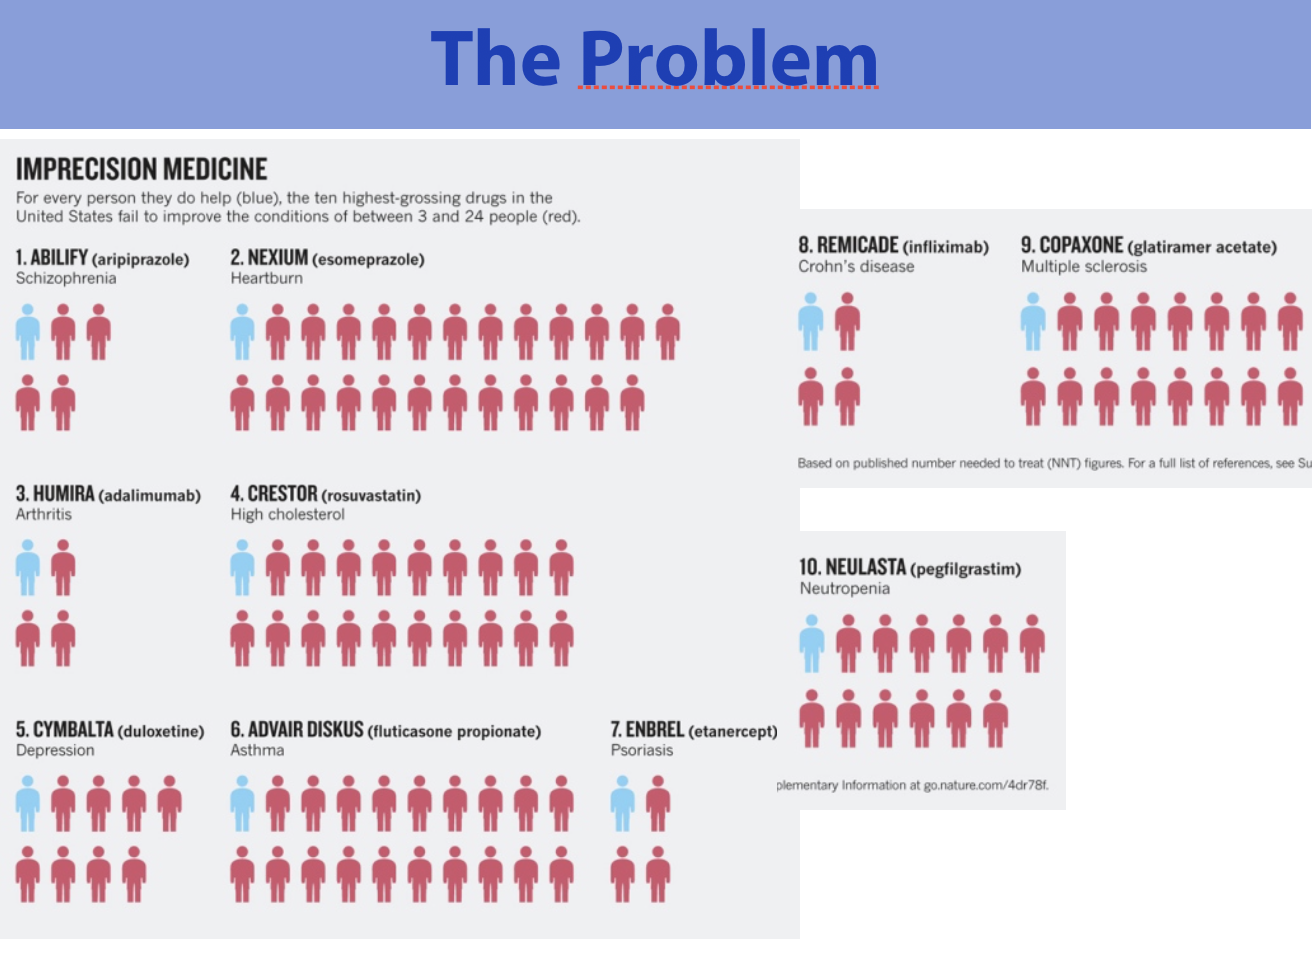 The Problem
IMPRECISION MEDICINE
For every person they do help (blue), the ten highest-grossing drugs in the
United States fail to improve the conditions of between 3 and 24 people (red).
1. ABILIFY (aripiprazole)
Schizophrenia
2. NEXIUM (esomeprazole)
Heartburn
3. HUMIRA (adalimumab)
Arthritis
4. CRESTOR (rosuvastatin)
High cholesterol
5. CYMBALTA (duloxetine)
Depression
6. ADVAIR DISKUS (fluticasone propionate)
Asthma
7. ENBREL (etanercept)
Psoriasis
8. REMICADE (infliximab)
Crohn's disease
9. COPAXONE (glatiramer acetate)
Multiple sclerosis
Based on published number needed to treat (NNT) figures. For a full list of references, see Su
10. NEULASTA (pegfilgrastim)
Neutropenia
plementary Information at go.nature.com/4dr78f.